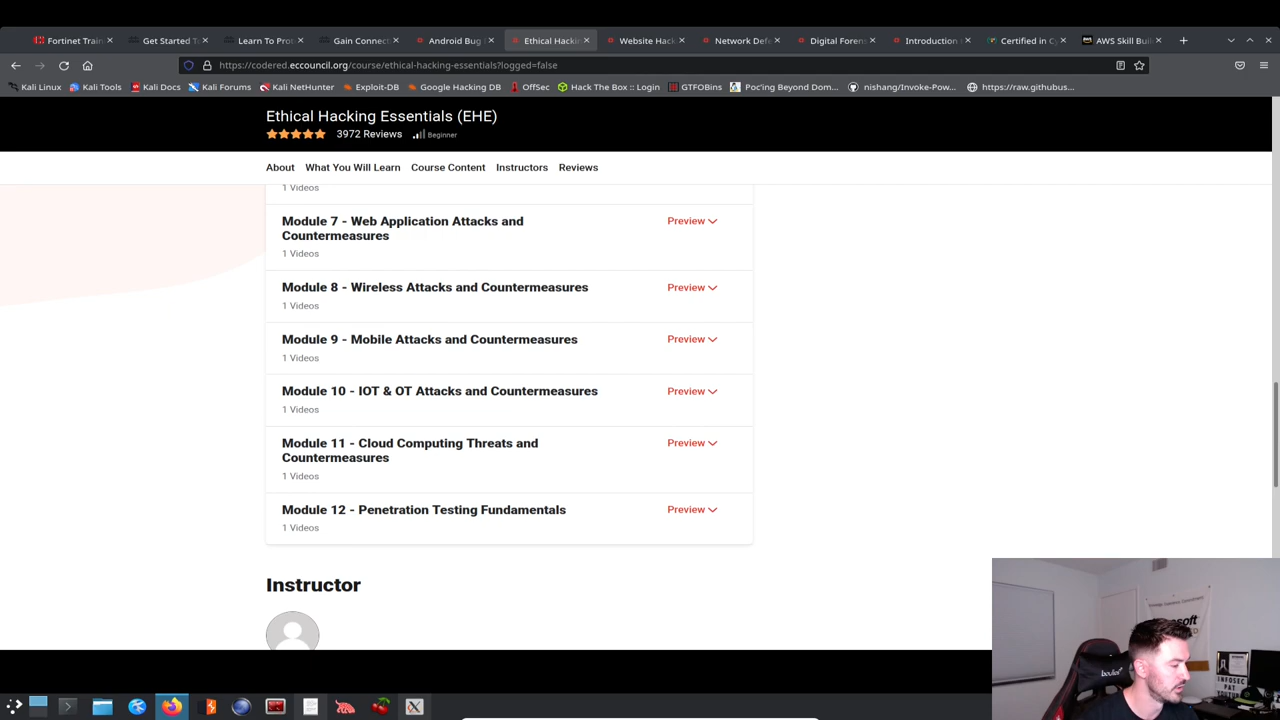 Fortinet Train
Get Started T
Learn To Pro
Gain Connect
Android Bug
Ethical Hackin
Website Hack
Network Defe
Digital Forens
Introduction
Certified in Cy
AWS Skill Buil
https://codered.eccouncil.org/course/ethical-hacking-essentials?logged=false
Kali Linux
Kali Tools
Kali Docs
Kali Forums
Kali NetHunter
Exploit-DB
Google Hacking DB
OffSec
Hack The Box :: Login
GTFOBins
Poc'ing Beyond Dom...
nishang/Invoke-Pow...
https://raw.githubus...
Ethical Hacking Essentials (EHE)
3972 Reviews
Beginner
About
What You Will Learn
Course Content
Instructors
Reviews
1 Videos
Module 7 - Web Application Attacks and
Countermeasures
Preview
1 Videos
Module 8 - Wireless Attacks and Countermeasures
Preview
1 Videos
Module 9 - Mobile Attacks and Countermeasures
Preview
1 Videos
Module 10 - IOT & OT Attacks and Countermeasures
Preview
1 Videos
Module 11 - Cloud Computing Threats and
Countermeasures
Preview
1 Videos
Module 12 - Penetration Testing Fundamentals
Preview
1 Videos
Instructor
INFOSEC
PAT